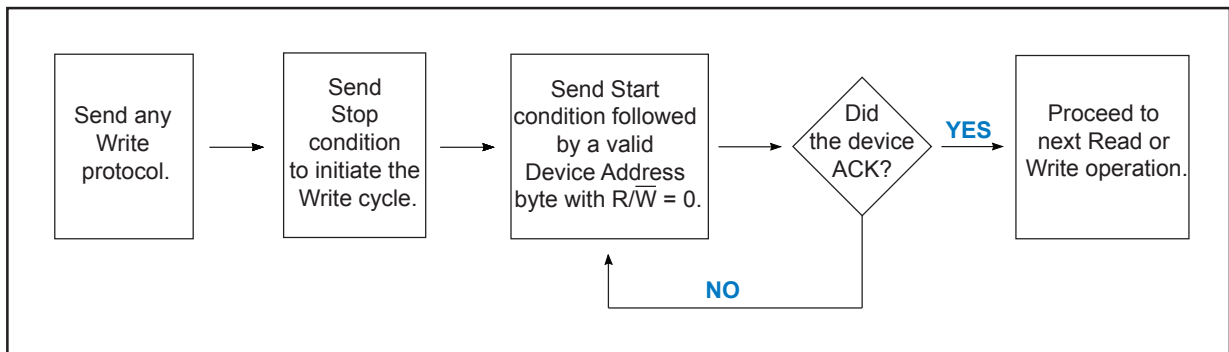 Send any
Write
protocol.
Send
Stop
condition
to initiate the
Write cycle.
Send Start
condition followed
by a valid
Device Address
byte with R/W̅ = 0.
Did
the device
ACK?
YES
NO
Proceed to
next Read or
Write operation.